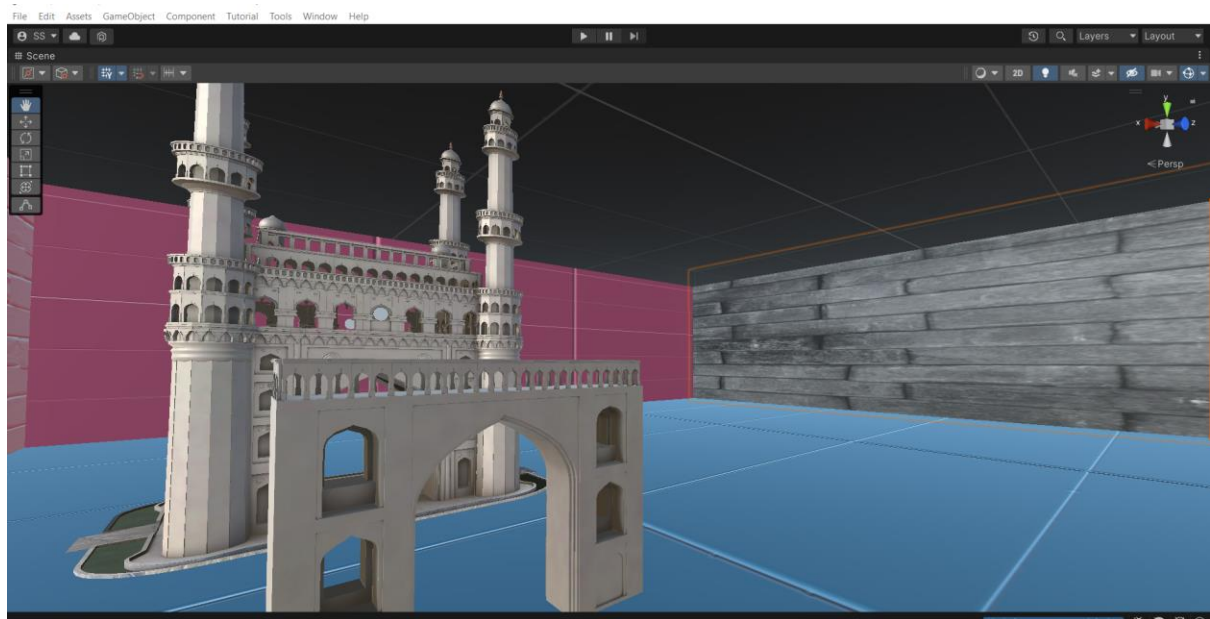 File Edit Assets GameObject Component Tutorial Tools Window Help
SS Layers Layout
Scene
2D
y
x z
Persp